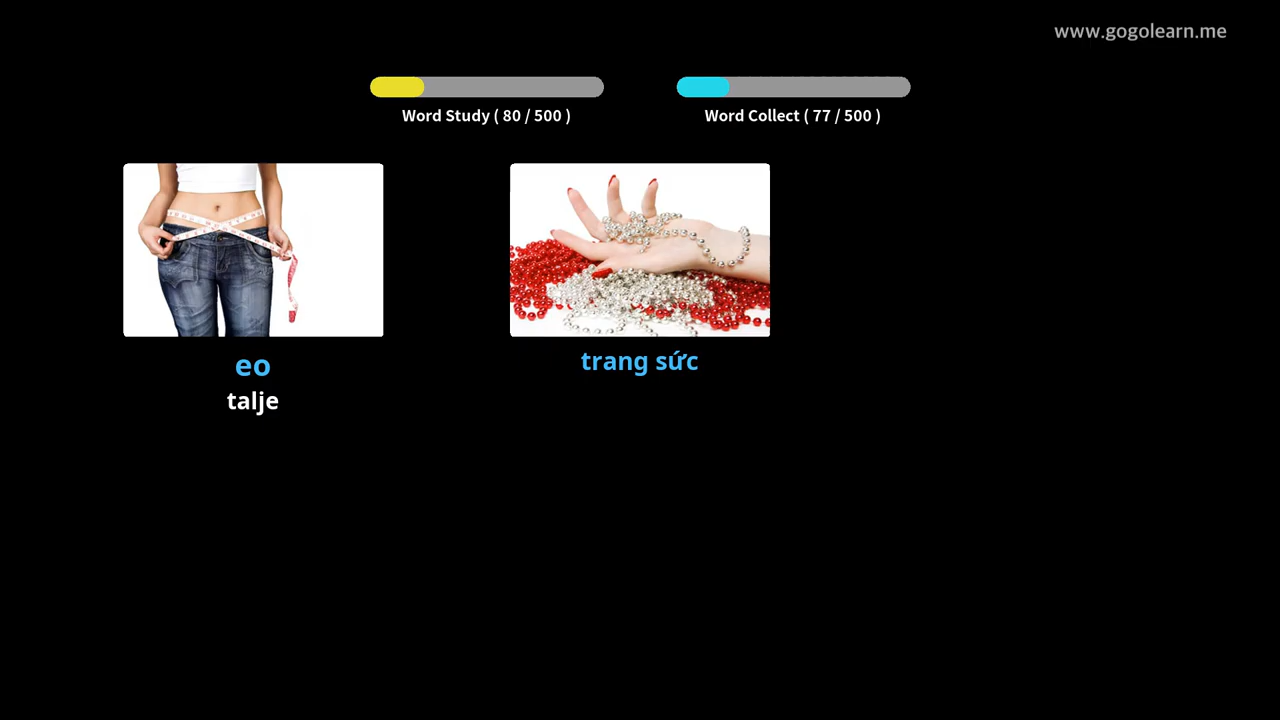 www.gogolearn.me
Word Study ( 80 / 500 )
Word Collect ( 77 / 500 )
eo
talje
trang sức